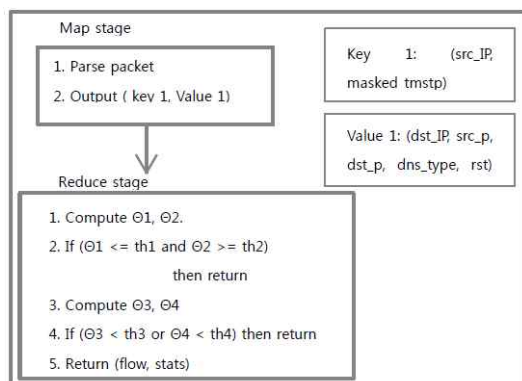 Map stage
1. Parse packet
2. Output ( key 1, Value 1)
Key 1: (src_IP,
masked tmstp)
Value 1: (dst_IP, src_p,
dst_p, dns_type, rst)
Reduce stage
1. Compute Θ1, Θ2.
2. If (Θ1 <= th1 and Θ2 >= th2)
then return
3. Compute Θ3, Θ4
4. If (Θ3 < th3 or Θ4 < th4) then return
5. Return (flow, stats)